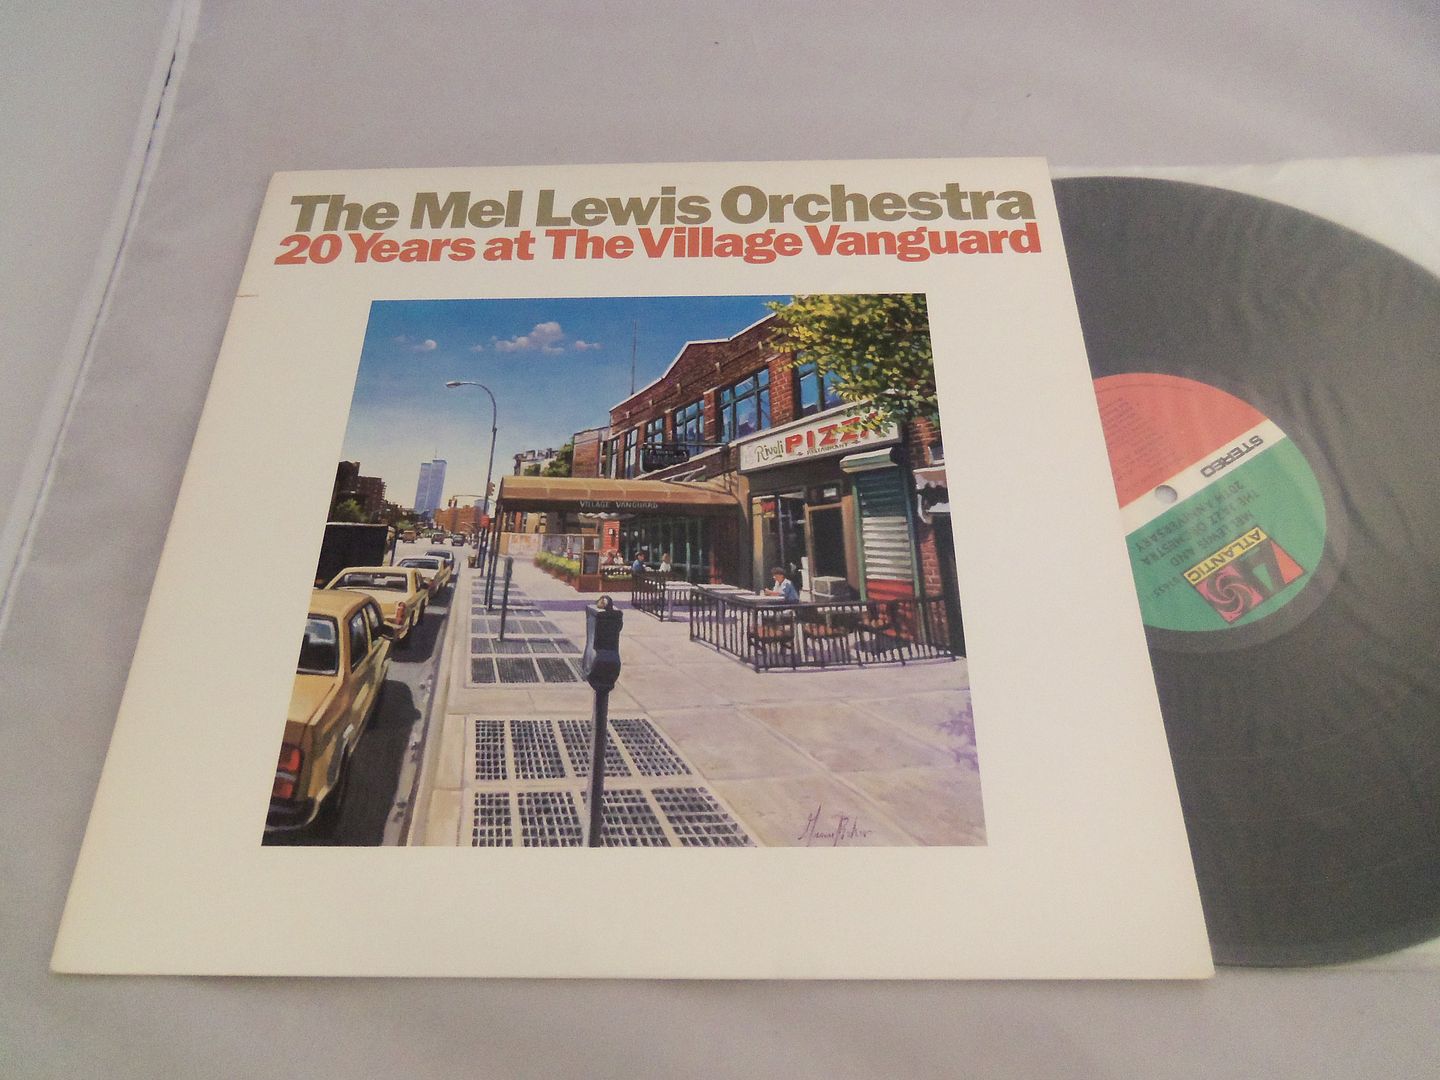 The Mel Lewis Orchestra
20 Years at The Village Vanguard
Rivoli PIZZA
RESTAURANT
VILLAGE VANGUARD
STEREO
ATLANTIC
MEL LEWIS AND
THE JAZZ ORCHESTRA
20TH ANNIVERSARY